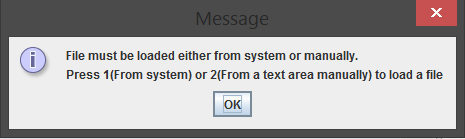 Message
File must be loaded either from system or manually.
Press 1(From system) or 2(From a text area manually) to load a file
OK